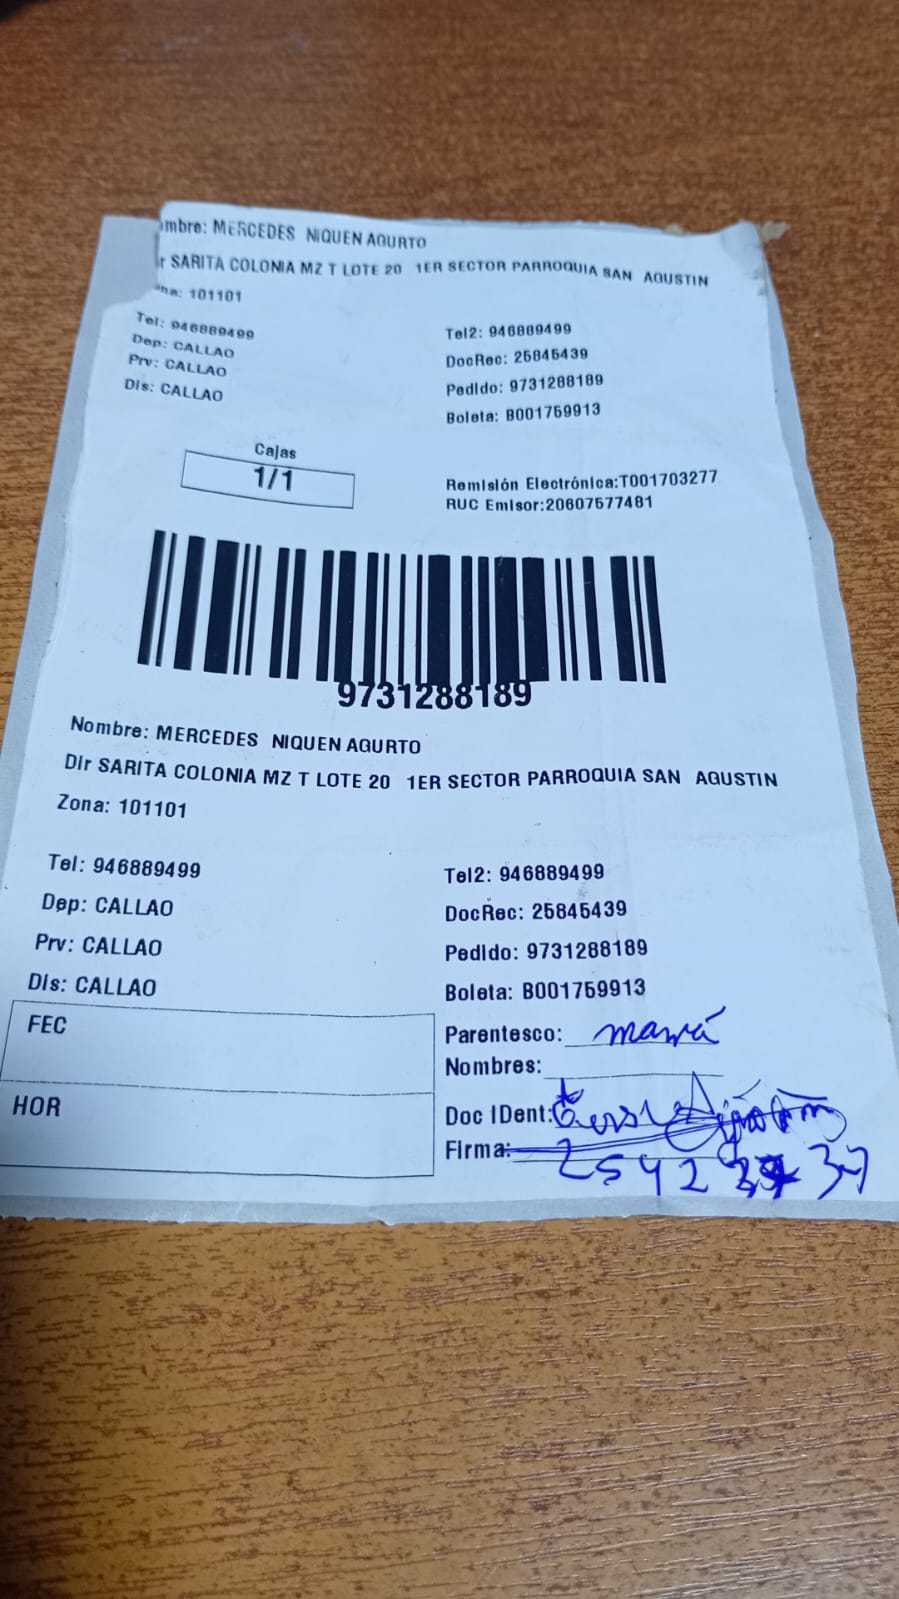 mbre: MERCEDES NIQUEN AGURTO
r SARITA COLONIA MZ T LOTE 20 1ER SECTOR PARROQUIA SAN AGUSTIN
na: 101101
Tel: 946889499 Tel2: 946889499
Dep: CALLAO DocRec: 25845439
Prv: CALLAO Pedido: 9731288189
Dis: CALLAO Boleta: B001759913
Cajas
1/1
Remisión Electrónica:T001703277
RUC Emisor:20607577481
9731288189
Nombre: MERCEDES NIQUEN AGURTO
Dir SARITA COLONIA MZ T LOTE 20 1ER SECTOR PARROQUIA SAN AGUSTIN
Zona: 101101
Tel: 946889499 Tel2: 946889499
Dep: CALLAO DocRec: 25845439
Prv: CALLAO Pedido: 9731288189
Dis: CALLAO Boleta: B001759913
FEC Parentesco: mamá
Nombres:
HOR Doc IDent:
Firma: